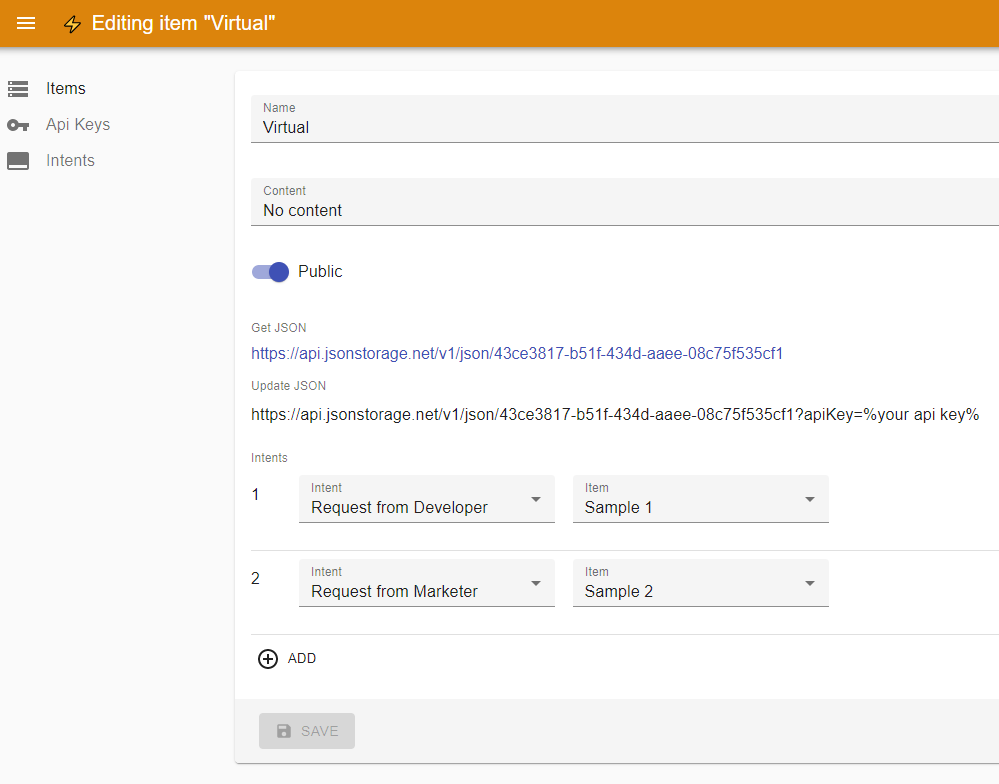 Editing item "Virtual"
Items
Api Keys
Intents
Name
Virtual
Content
No content
Public
Get JSON
https://api.jsonstorage.net/v1/json/43ce3817-b51f-434d-aaee-08c75f535cf1
Update JSON
https://api.jsonstorage.net/v1/json/43ce3817-b51f-434d-aaee-08c75f535cf1?apiKey=%your api key%
Intents
1
Intent
Request from Developer
Item
Sample 1
2
Intent
Request from Marketer
Item
Sample 2
ADD
SAVE